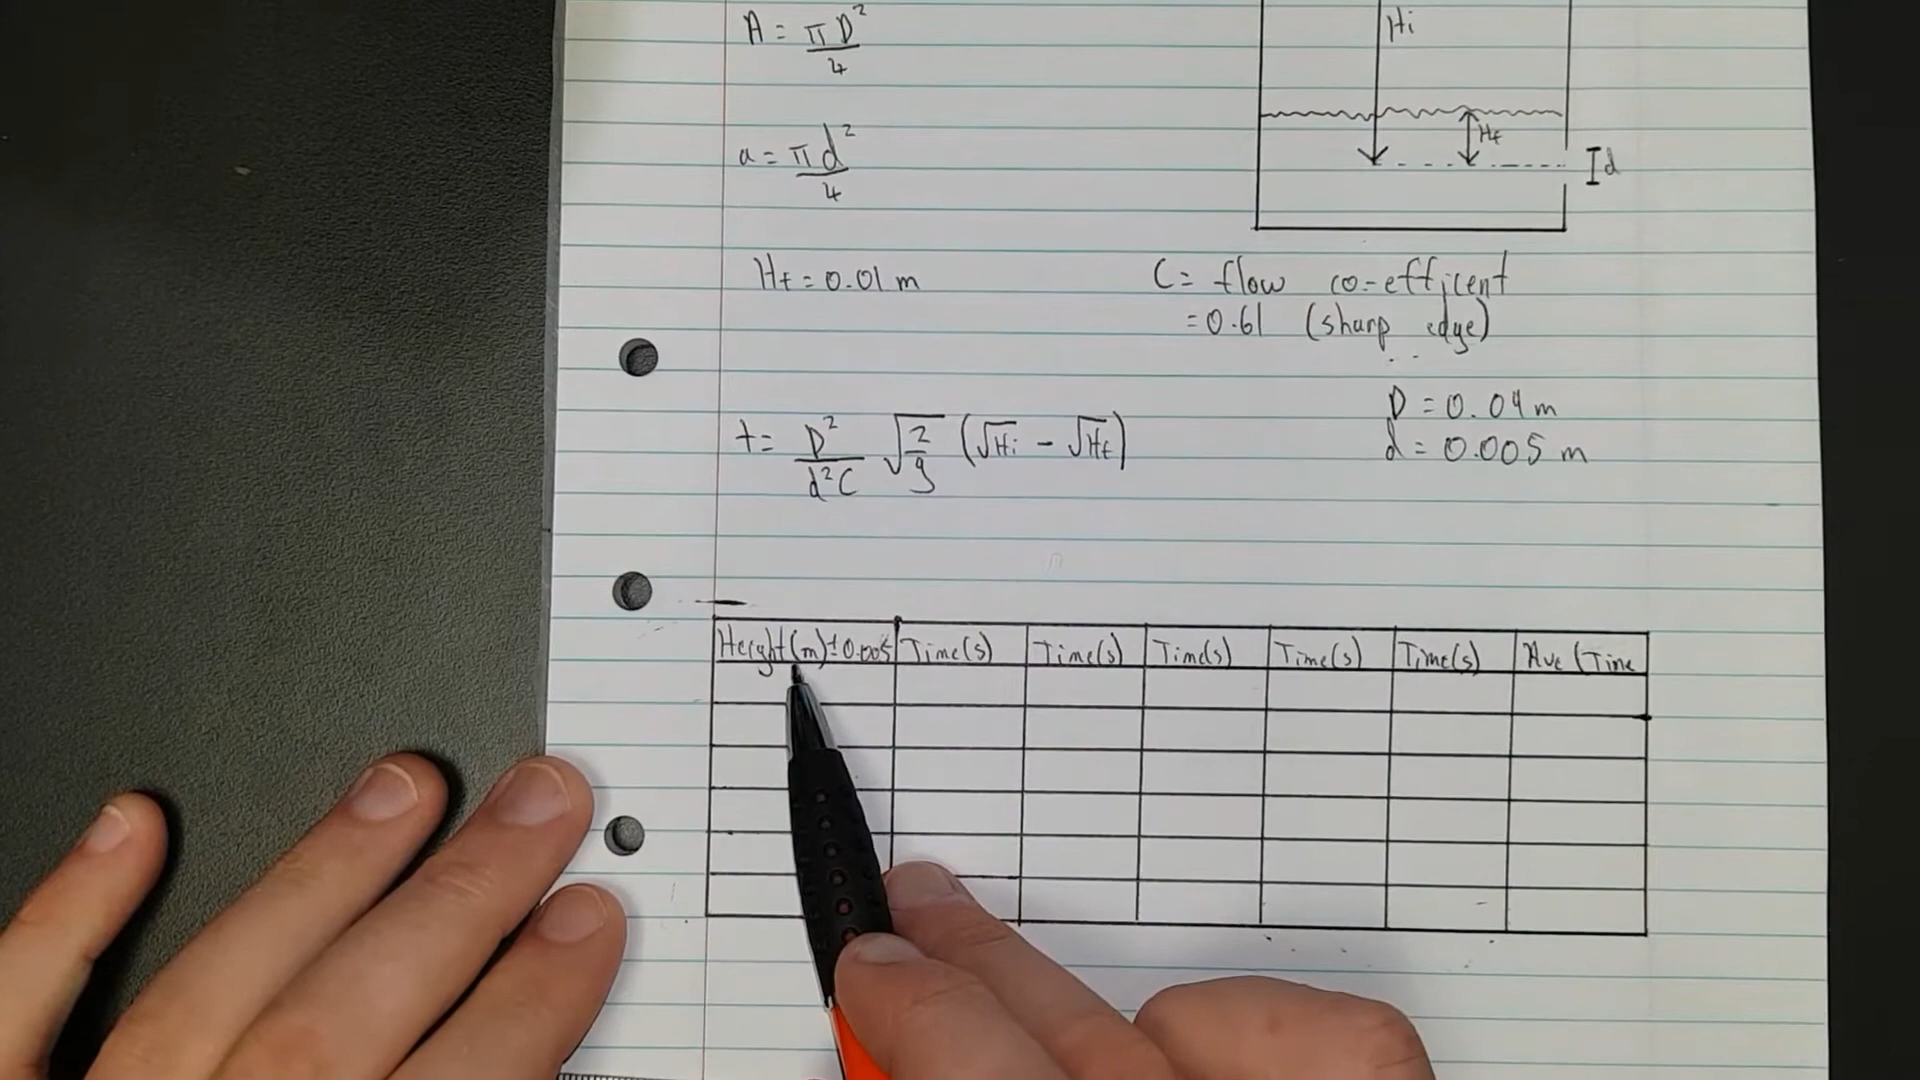 A = πD²/4
Hi
a = πd²/4
Hf
d
Hf = 0.01 m
C = flow co-efficent
= 0.61 (sharp edge)
D = 0.04 m
t = D²/d²C √2/g (√Hi - √Hf)
d = 0.005 m
Height(m) ± 0.005 Time(s) Time(s) Time(s) Time(s) Time(s) Ave (Time